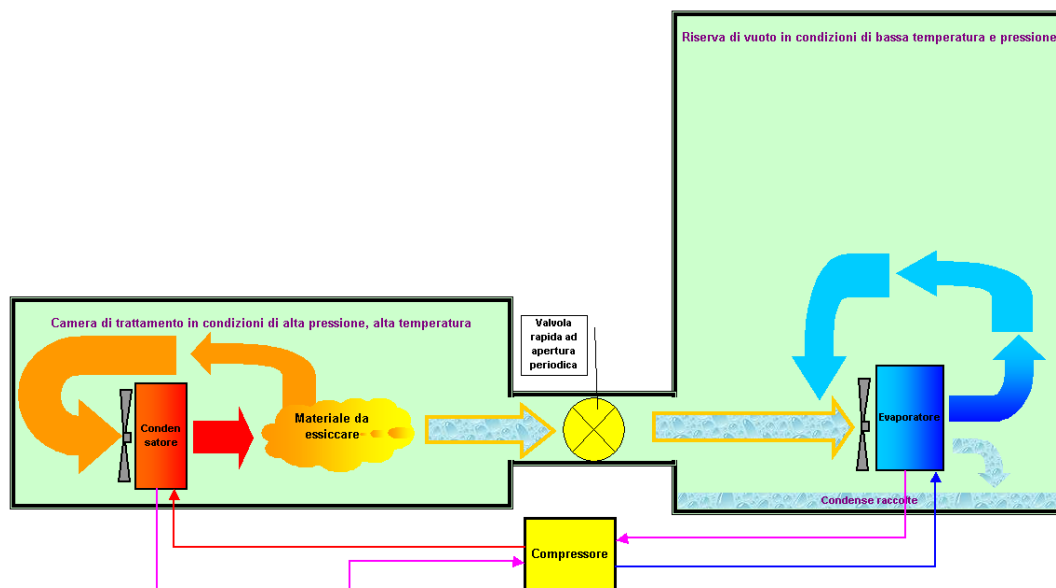 Riserva di vuoto in condizioni di bassa temperatura e pressione
Camera di trattamento in condizioni di alta pressione, alta temperatura
Valvola
rapida ad
apertura
periodica
Conden
satore
Materiale da
essiccare
Evaporatore
Condense raccolte
Compressore